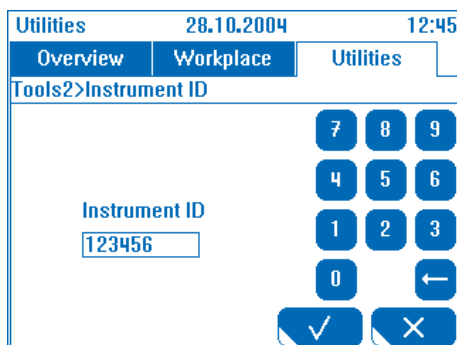 Utilities 28.10.2004 12:45
Overview Workplace Utilities
Tools2>Instrument ID
7 8 9
4 5 6
Instrument ID
1 2 3
123456
0 ←